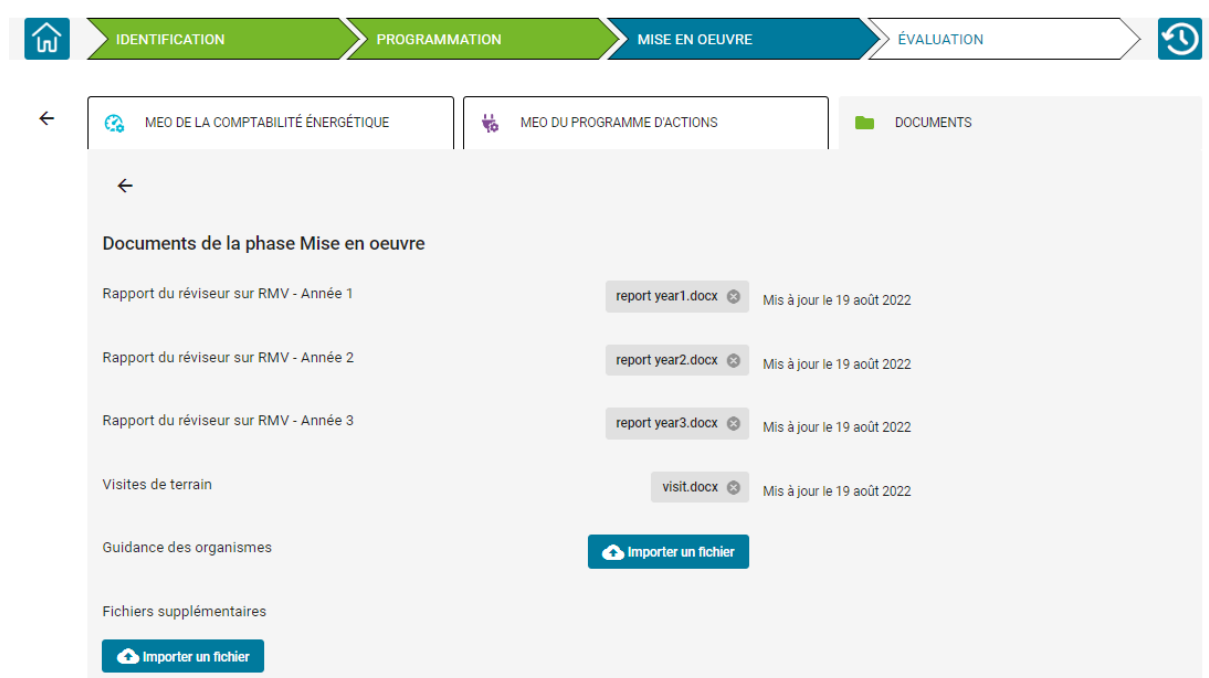 IDENTIFICATION
PROGRAMMATION
MISE EN OEUVRE
ÉVALUATION
MEO DE LA COMPTABILITÉ ÉNERGÉTIQUE
MEO DU PROGRAMME D'ACTIONS
DOCUMENTS
Documents de la phase Mise en oeuvre
Rapport du réviseur sur RMV - Année 1
report year1.docx
Mis à jour le 19 août 2022
Rapport du réviseur sur RMV - Année 2
report year2.docx
Mis à jour le 19 août 2022
Rapport du réviseur sur RMV - Année 3
report year3.docx
Mis à jour le 19 août 2022
Visites de terrain
visit.docx
Mis à jour le 19 août 2022
Guidance des organismes
Importer un fichier
Fichiers supplémentaires
Importer un fichier